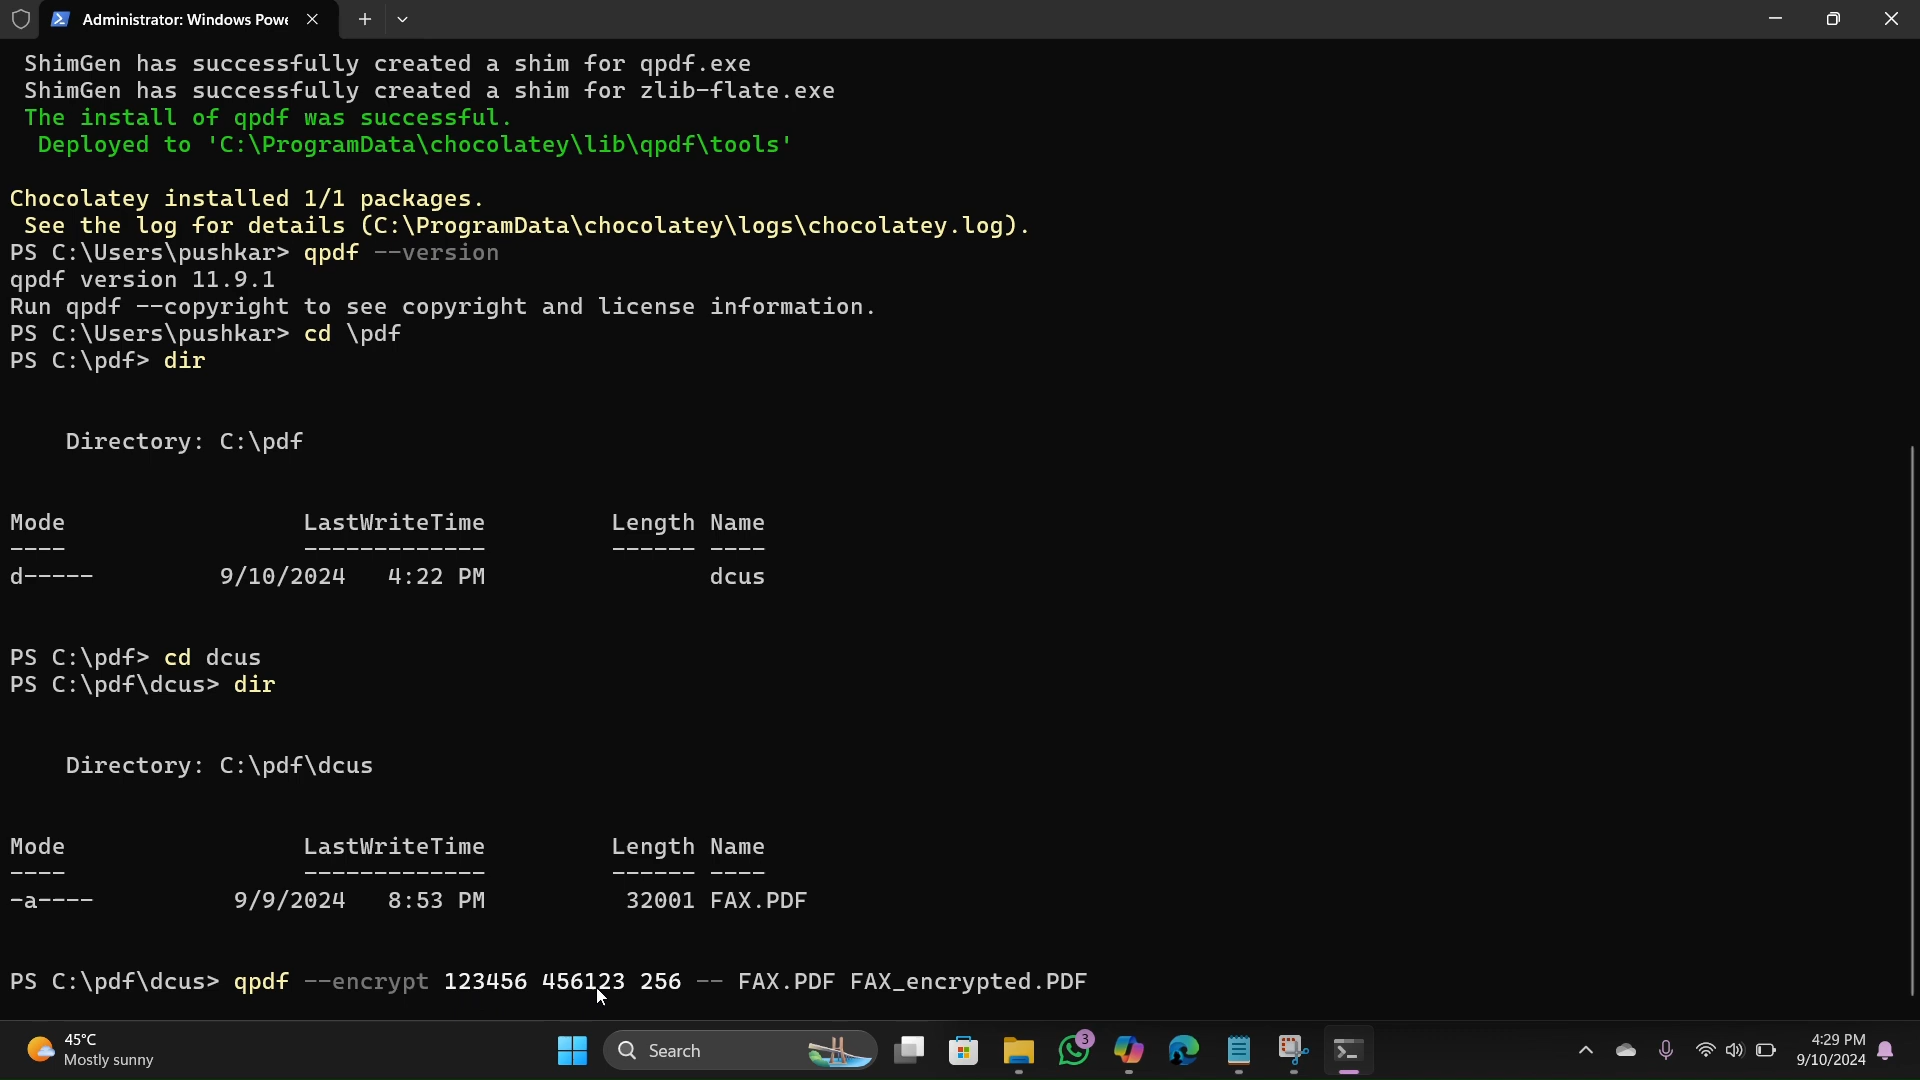 Administrator: Windows Powe
ShimGen has successfully created a shim for qpdf.exe
ShimGen has successfully created a shim for zlib-flate.exe
The install of qpdf was successful.
Deployed to 'C:\ProgramData\chocolatey\lib\qpdf\tools'
Chocolatey installed 1/1 packages.
See the log for details (C:\ProgramData\chocolatey\logs\chocolatey.log).
PS C:\Users\pushkar> qpdf --version
qpdf version 11.9.1
Run qpdf --copyright to see copyright and license information.
PS C:\Users\pushkar> cd \pdf
PS C:\pdf> dir
Directory: C:\pdf
Mode LastWriteTime Length Name
---- ------------- ------ ----
d----- 9/10/2024 4:22 PM dcus
PS C:\pdf> cd dcus
PS C:\pdf\dcus> dir
Directory: C:\pdf\dcus
Mode LastWriteTime Length Name
---- ------------- ------ ----
-a---- 9/9/2024 8:53 PM 32001 FAX.PDF
PS C:\pdf\dcus> qpdf --encrypt 123456 456123 256 -- FAX.PDF FAX_encrypted.PDF
45°C
Mostly sunny
Search
3
4:29 PM
9/10/2024